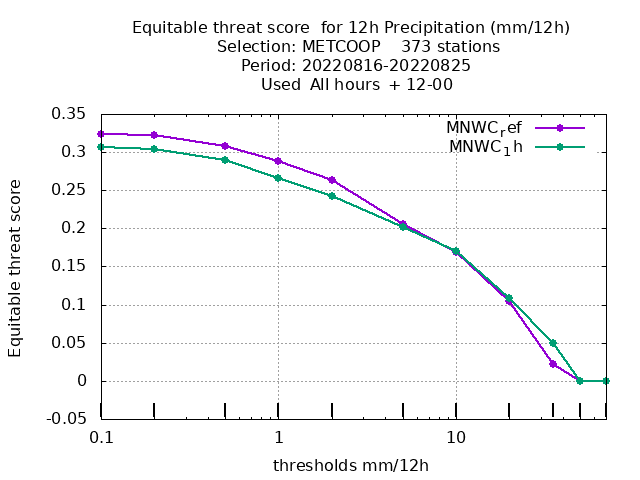 Equitable threat score  for 12h Precipitation (mm/12h)
Selection: METCOOP    373 stations
Period: 20220816-20220825
Used  All hours  + 12-00
MNWC_ref
MNWC_1h
Equitable threat score
0.35
0.3
0.25
0.2
0.15
0.1
0.05
0
-0.05
0.1 1 10
thresholds mm/12h